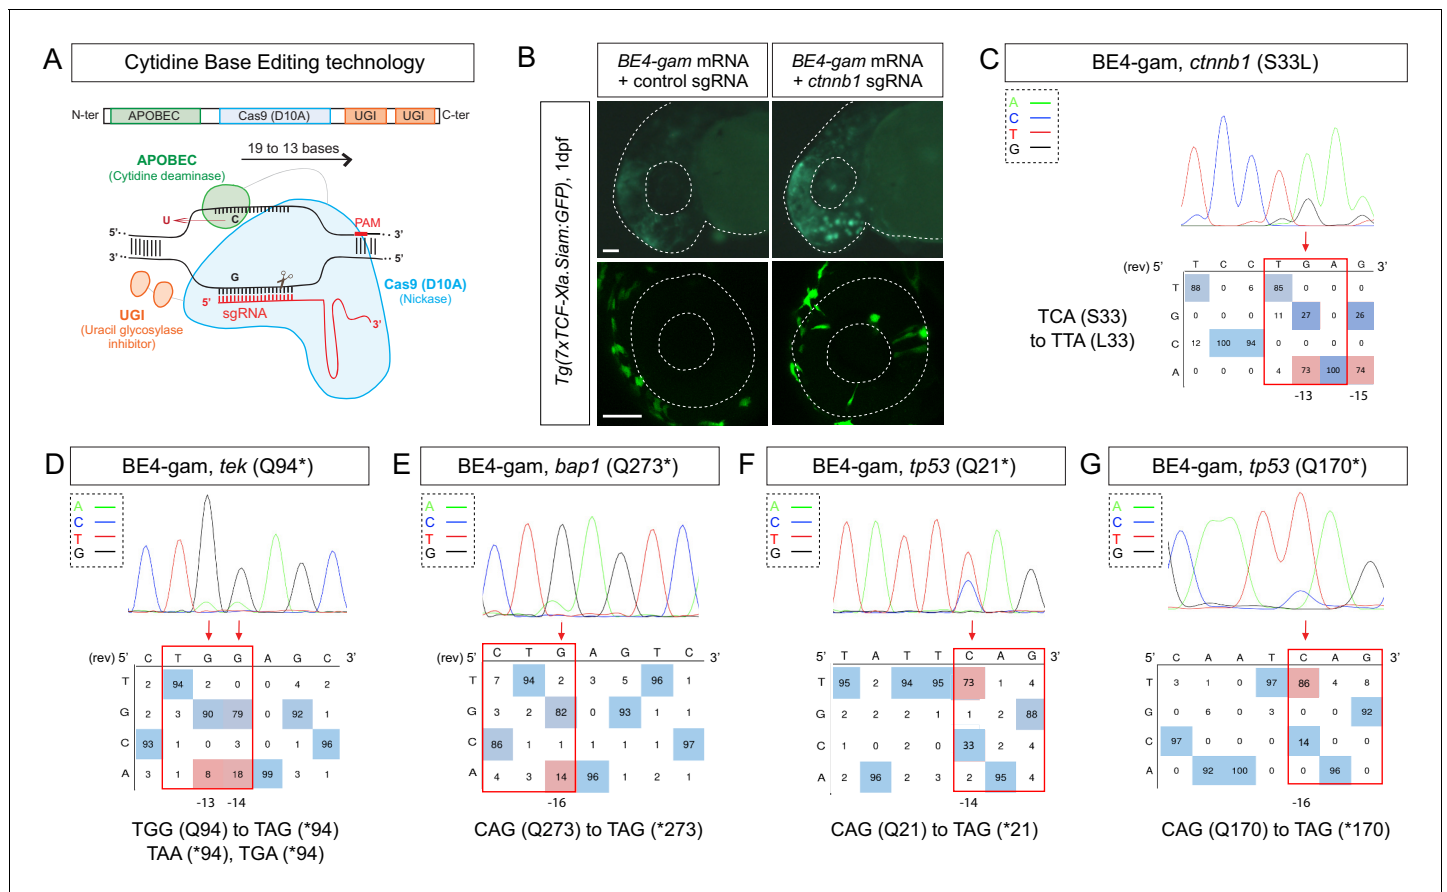 A
Cytidine Base Editing technology
N-ter
APOBEC
Cas9 (D10A)
UGI
UGI
C-ter
19 to 13 bases
APOBEC
(Cytidine deaminase)
U
C
PAM
5'
3'
3'
5'
G
5'
sgRNA
3'
Cas9 (D10A)
(Nickase)
UGI
(Uracil glycosylase
inhibitor)
B
BE4-gam mRNA
+ control sgRNA
BE4-gam mRNA
+ ctnnb1 sgRNA
Tg(7xTCF-Xla.Siam:GFP), 1dpf
C
BE4-gam, ctnnb1 (S33L)
A
C
T
G
(rev) 5' T C C T G A G 3'
T 88 0 6 85 0 0 0
G 0 0 0 11 27 0 26
C 12 100 94 0 0 0 0
A 0 0 0 4 73 100 74
-13 -15
TCA (S33)
to TTA (L33)
D
BE4-gam, tek (Q94*)
A
C
T
G
(rev) 5' C T G G A G C 3'
T 2 94 2 0 0 4 2
G 2 3 90 79 0 92 1
C 93 1 0 3 0 1 96
A 3 1 8 18 99 3 1
-13 -14
TGG (Q94) to TAG (*94)
TAA (*94), TGA (*94)
E
BE4-gam, bap1 (Q273*)
A
C
T
G
(rev) 5' C T G A G T C 3'
T 7 94 2 3 5 96 1
G 3 2 82 0 93 1 1
C 86 1 1 1 1 2 97
A 4 3 14 96 1 2 1
-16
CAG (Q273) to TAG (*273)
F
BE4-gam, tp53 (Q21*)
A
C
T
G
5' T A T T C A G 3'
T 95 2 94 95 73 1 4
G 2 2 2 1 1 2 88
C 1 0 2 0 33 2 4
A 2 96 2 3 2 95 4
-14
CAG (Q21) to TAG (*21)
G
BE4-gam, tp53 (Q170*)
A
C
T
G
5' C A A T C A G 3'
T 3 1 0 97 86 4 8
G 0 6 0 3 0 0 92
C 97 0 0 0 14 0 0
A 0 92 100 0 0 96 0
-16
CAG (Q170) to TAG (*170)